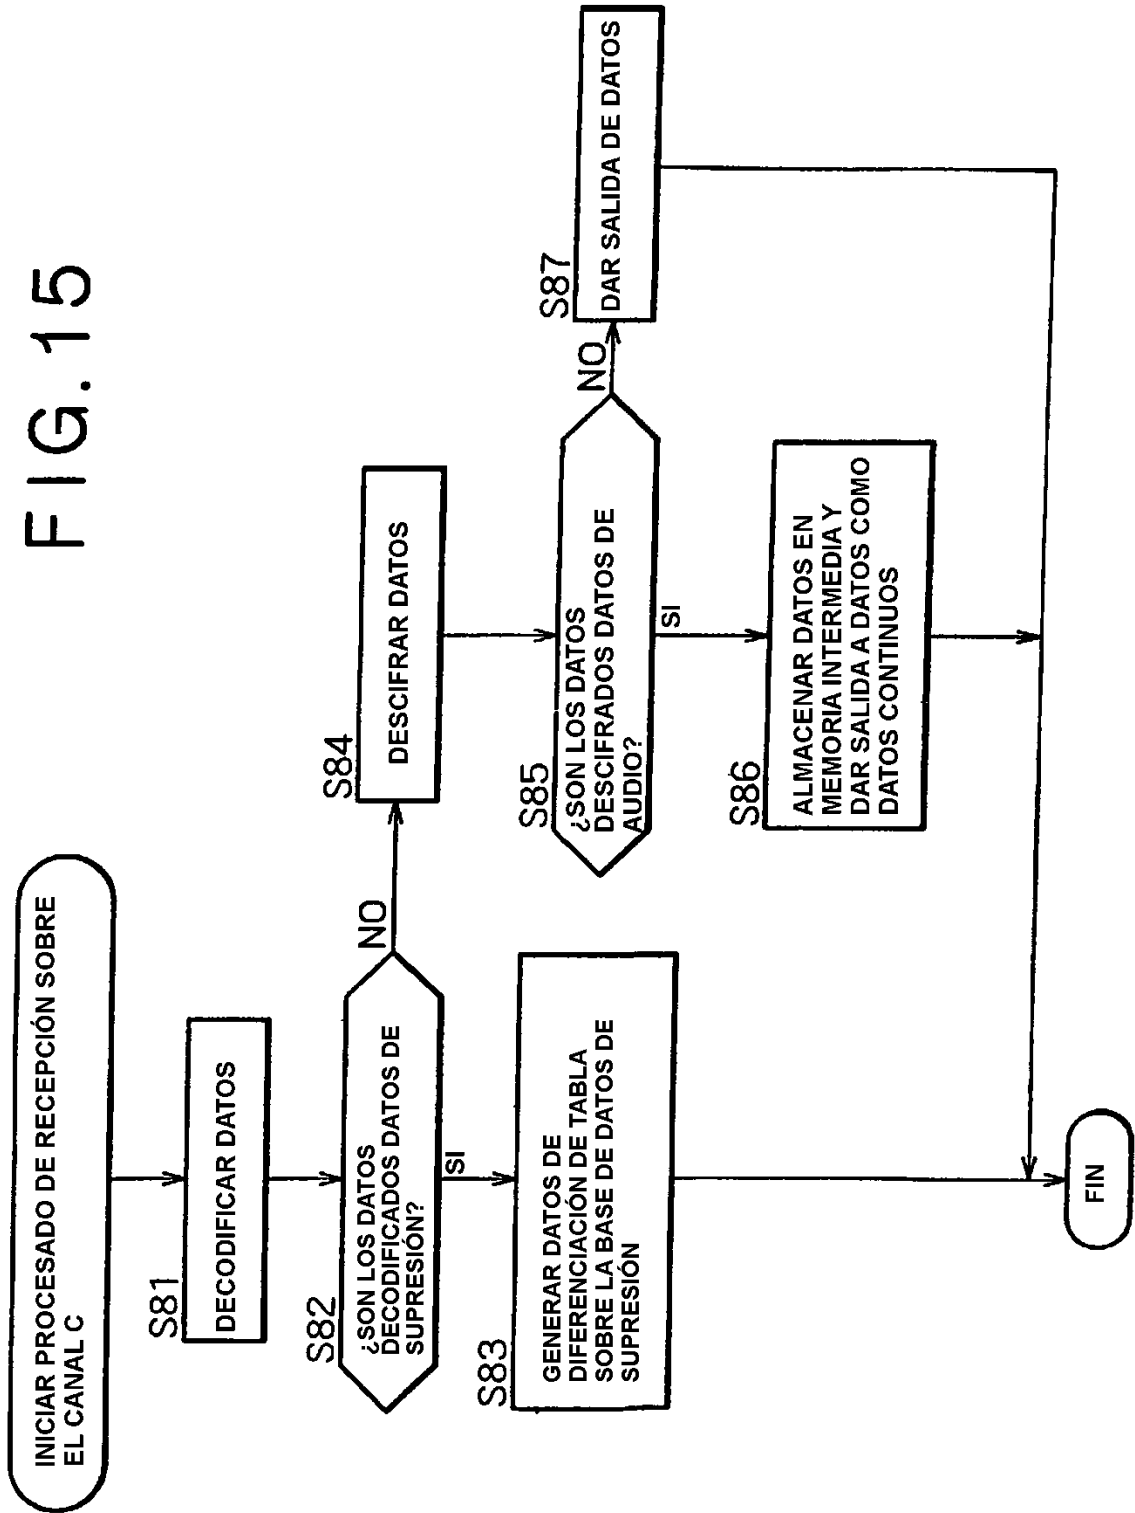 FIG.15
INICIAR PROCESADO DE RECEPCIÓN SOBRE
EL CANAL C
S81
DECODIFICAR DATOS
S82
¿SON LOS DATOS
DECODIFICADOS DATOS DE
SUPRESIÓN?
NO
SI
S83
GENERAR DATOS DE
DIFERENCIACIÓN DE TABLA
SOBRE LA BASE DE DATOS DE
SUPRESIÓN
S84
DESCIFRAR DATOS
S85
¿SON LOS DATOS
DESCIFRADOS DATOS DE
AUDIO?
NO
SI
S86
ALMACENAR DATOS EN
MEMORIA INTERMEDIA Y
DAR SALIDA A DATOS COMO
DATOS CONTINUOS
S87
DAR SALIDA DE DATOS
FIN